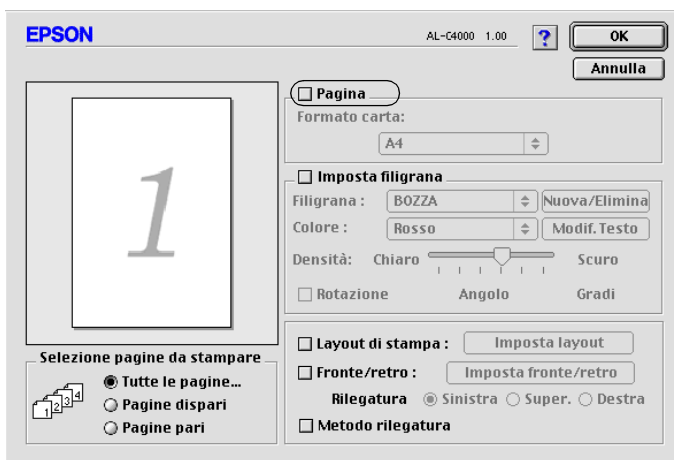 EPSON
AL-C4000 1.00
?
OK
Annulla
1
Selezione pagine da stampare
1 2 3 4
Tutte le pagine...
Pagine dispari
Pagine pari
Pagina
Formato carta:
A4
Imposta filigrana
Filigrana : BOZZA Nuova/Elimina
Colore : Rosso Modif. Testo
Densità: Chiaro Scuro
Rotazione Angolo Gradi
Layout di stampa : Imposta layout
Fronte/retro : Imposta fronte/retro
Rilegatura Sinistra Super. Destra
Metodo rilegatura